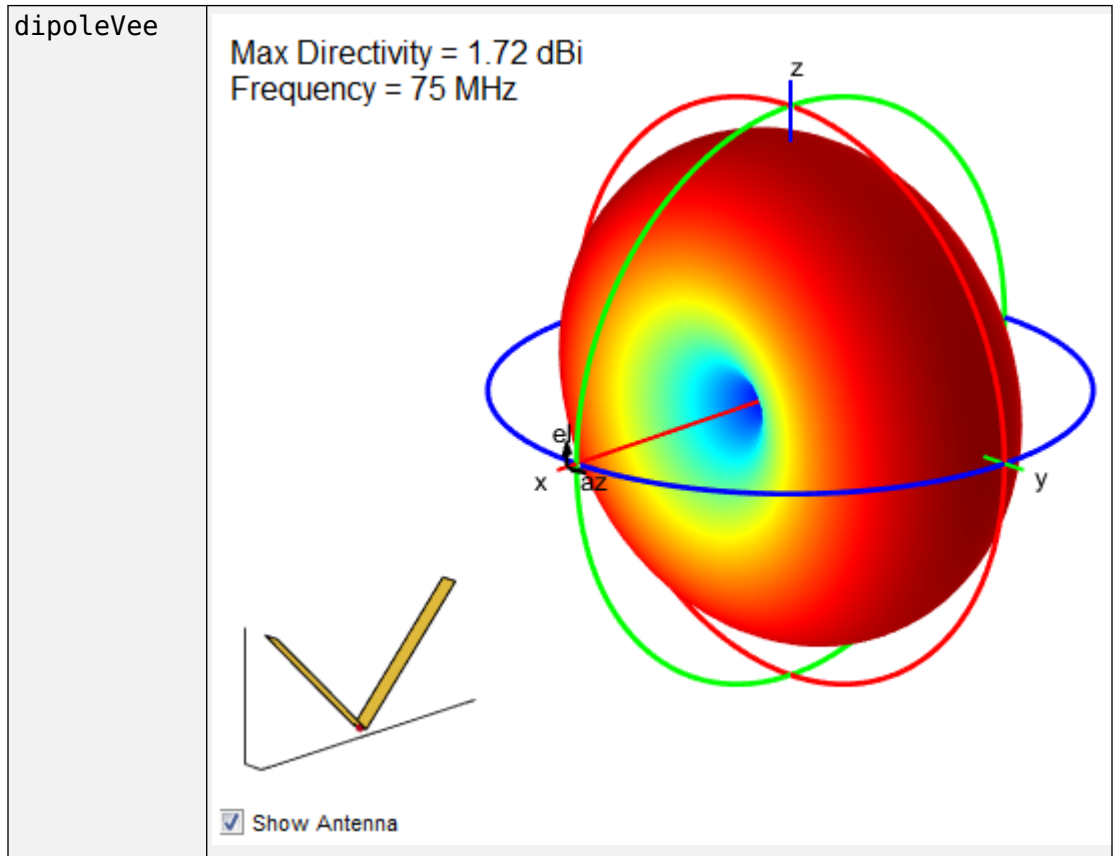 dipoleVee
Max Directivity = 1.72 dBi
Frequency = 75 MHz
z
el
x
az
y
Show Antenna